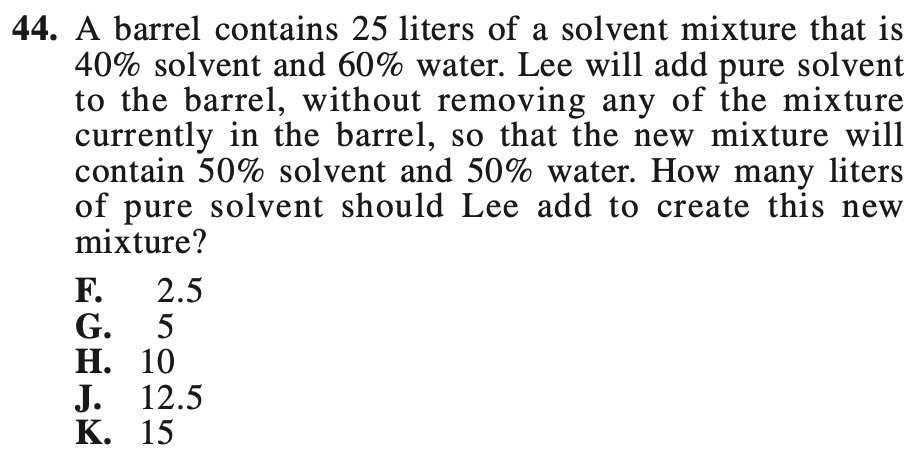 44. A barrel contains 25 liters of a solvent mixture that is
40% solvent and 60% water. Lee will add pure solvent
to the barrel, without removing any of the mixture
currently in the barrel, so that the new mixture will
contain 50% solvent and 50% water. How many liters
of pure solvent should Lee add to create this new
mixture?
F. 2.5
G. 5
H. 10
J. 12.5
K. 15